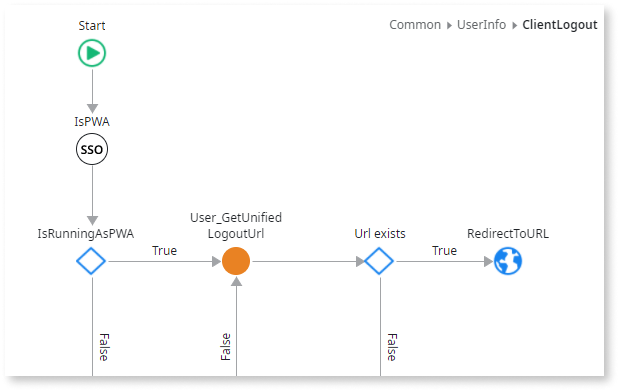 Start
Common ▸ UserInfo ▸ ClientLogout
IsPWA
SSO
IsRunningAsPWA
True
User_GetUnified
LogoutUrl
Url exists
True
RedirectToURL
False
False
False